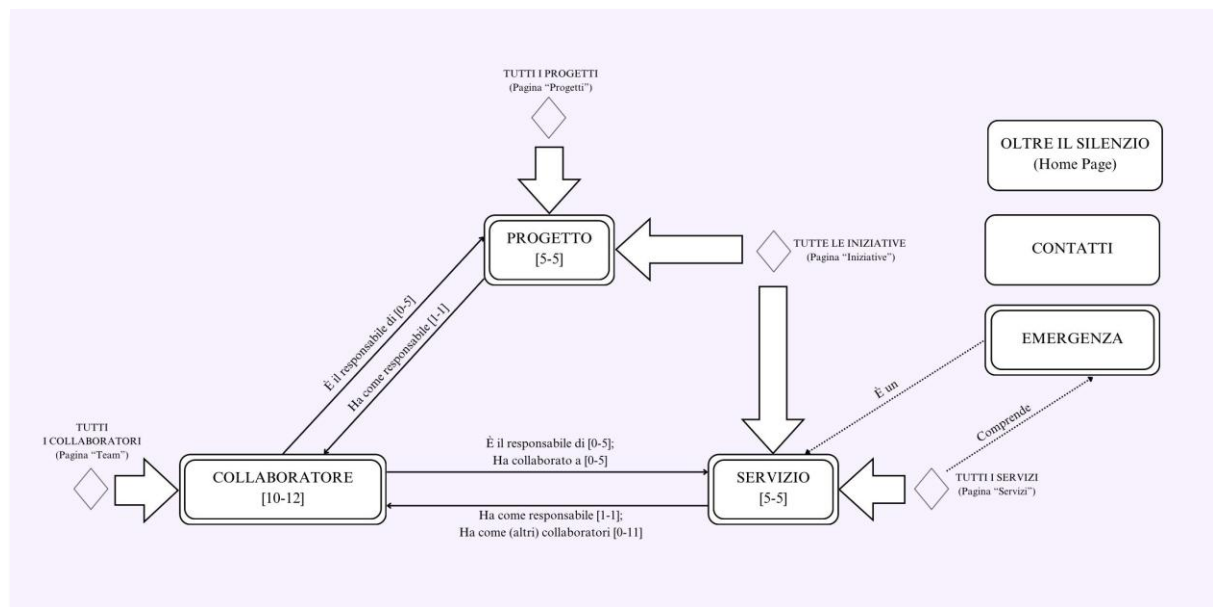 TUTTI I PROGETTI
(Pagina “Progetti”)
OLTRE IL SILENZIO
(Home Page)
PROGETTO
[5-5]
TUTTE LE INIZIATIVE
(Pagina “Iniziative”)
CONTATTI
EMERGENZA
È il responsabile di [0-5]
Ha come responsabile [1-1]
È un
Comprende
TUTTI
I COLLABORATORI
(Pagina “Team”)
COLLABORATORE
[10-12]
È il responsabile di [0-5];
Ha collaborato a [0-5]
Ha come responsabile [1-1];
Ha come (altri) collaboratori [0-11]
SERVIZIO
[5-5]
TUTTI I SERVIZI
(Pagina “Servizi”)